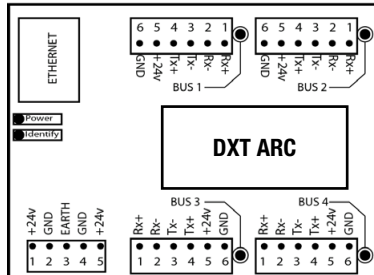 6 5 4 3 2 1
GND +24v Tx+ Tx- Rx- Rx+
BUS 1
6 5 4 3 2 1
GND +24v Tx+ Tx- Rx- Rx+
BUS 2
ETHERNET
Power
Identify
DXT ARC
+24v GND EARTH GND +24v
1 2 3 4 5
BUS 3
Rx+ Rx- Tx- Tx+ +24v GND
1 2 3 4 5 6
BUS 4
Rx+ Rx- Tx- Tx+ +24v GND
1 2 3 4 5 6